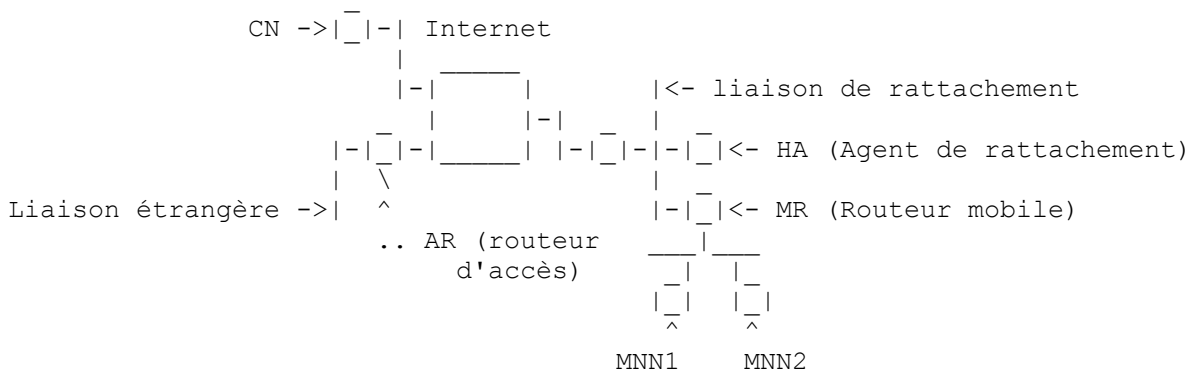 CN -> Internet
<- liaison de rattachement
<- HA (Agent de rattachement)
Liaison étrangère -> <- MR (Routeur mobile)
.. AR (routeur
d'accès)
MNN1 MNN2